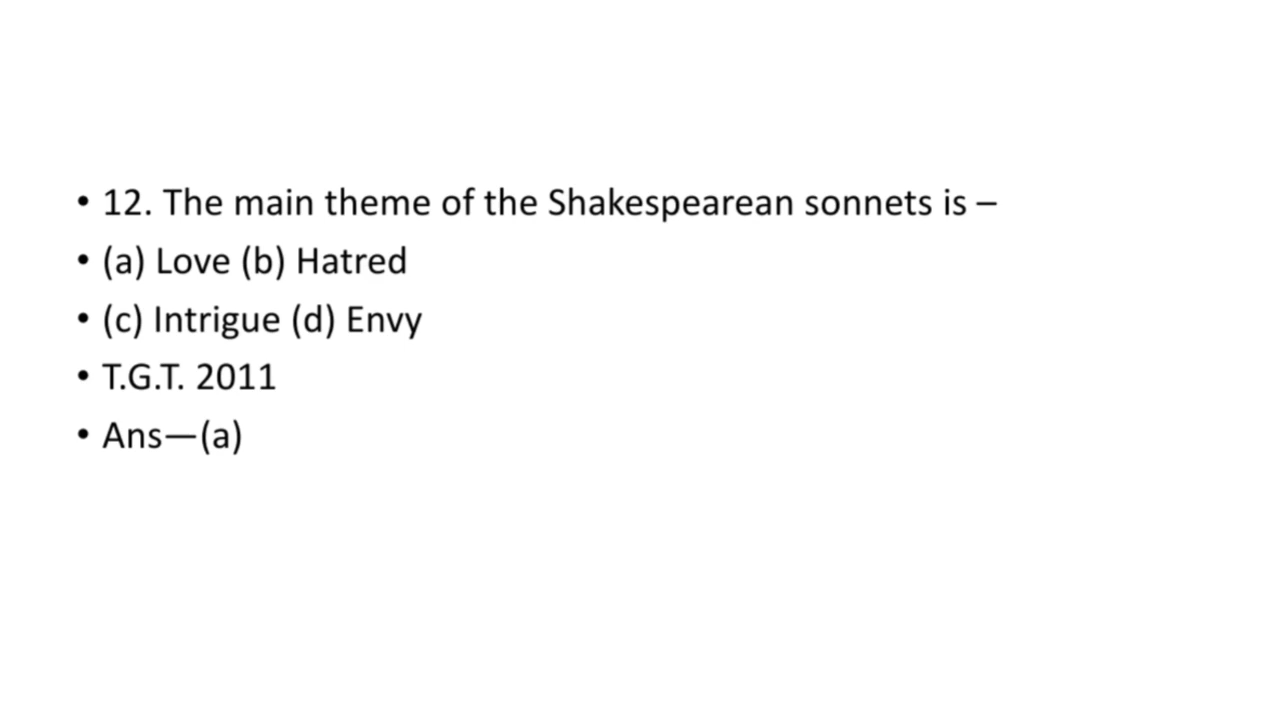 • 12. The main theme of the Shakespearean sonnets is –
• (a) Love (b) Hatred
• (c) Intrigue (d) Envy
• T.G.T. 2011
• Ans—(a)